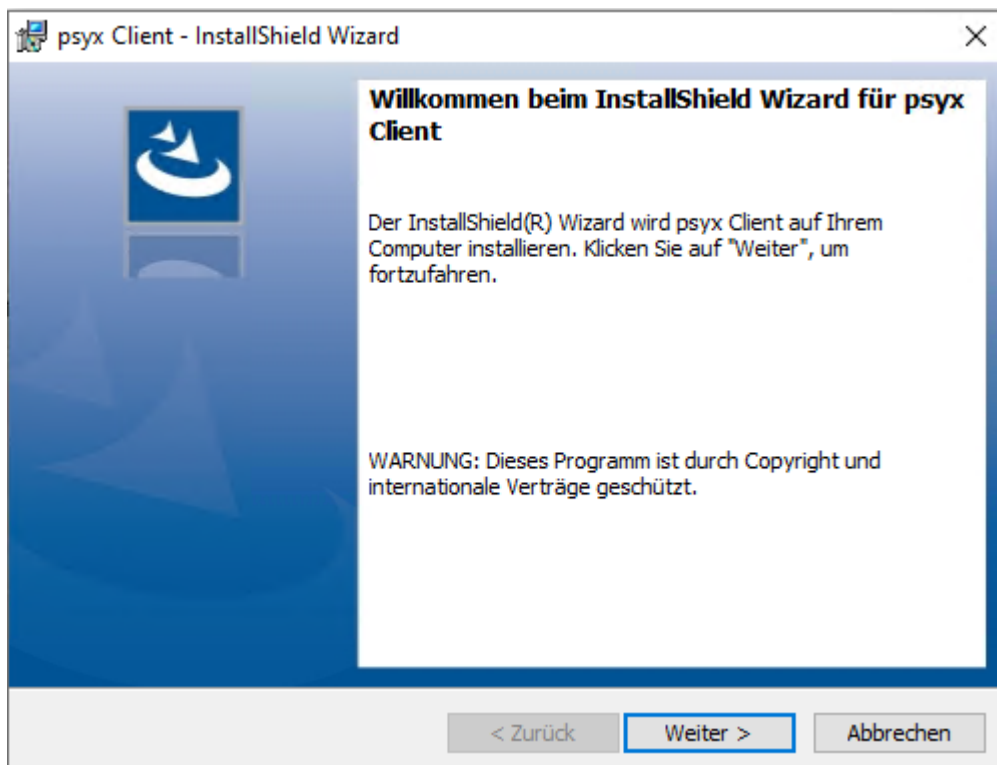 psyx Client - InstallShield Wizard
Willkommen beim InstallShield Wizard für psyx
Client
Der InstallShield(R) Wizard wird psyx Client auf Ihrem
Computer installieren. Klicken Sie auf "Weiter", um
fortzufahren.
WARNUNG: Dieses Programm ist durch Copyright und
internationale Verträge geschützt.
< Zurück Weiter > Abbrechen